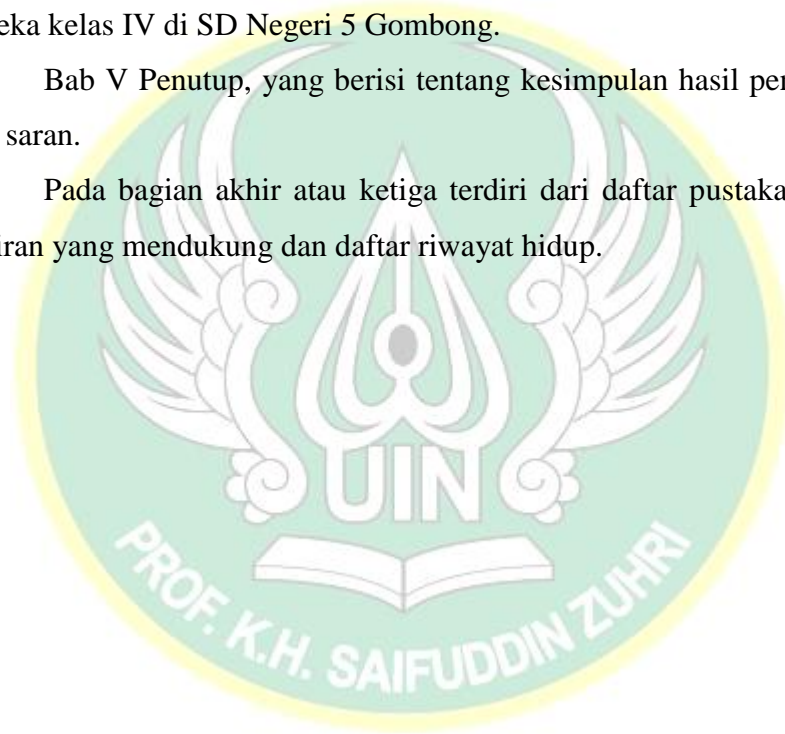 eka kelas IV di SD Negeri 5 Gombong.
Bab V Penutup, yang berisi tentang kesimpulan hasil per
saran.
Pada bagian akhir atau ketiga terdiri dari daftar pustaka
iran yang mendukung dan daftar riwayat hidup.
UIN
PROF. K.H. SAIFUDDIN ZUHRI